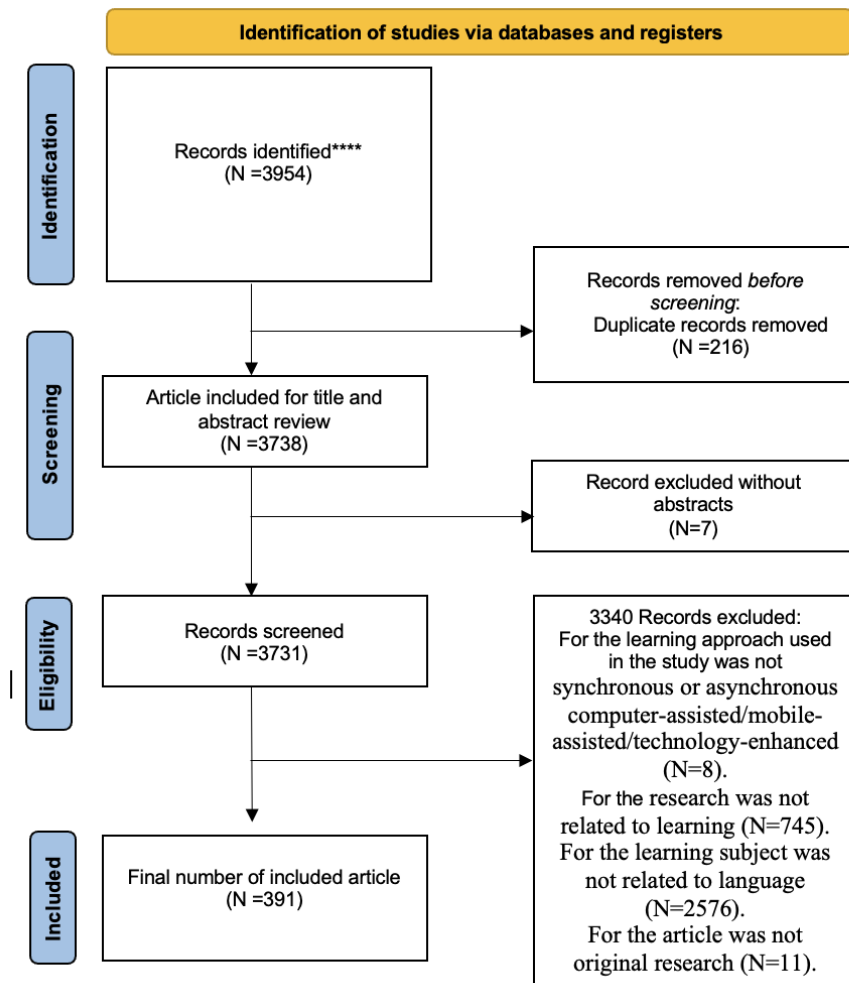 Identification of studies via databases and registers
Identification
Records identified****
(N =3954)
Records removed before
screening:
Duplicate records removed
(N =216)
Screening
Article included for title and
abstract review
(N =3738)
Record excluded without
abstracts
(N=7)
Eligibility
Records screened
(N =3731)
3340 Records excluded:
For the learning approach used
in the study was not
synchronous or asynchronous
computer-assisted/mobile-
assisted/technology-enhanced
(N=8).
For the research was not
related to learning (N=745).
For the learning subject was
not related to language
(N=2576).
For the article was not
original research (N=11).
Included
Final number of included article
(N =391)